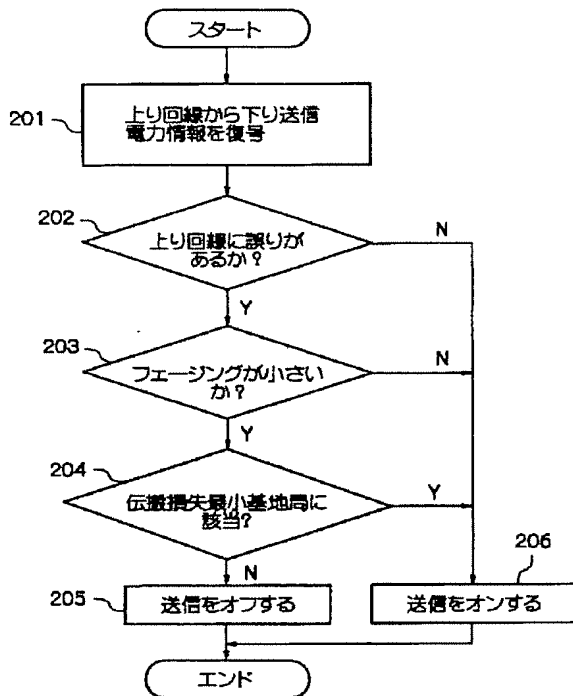 スタート
201
上り回線から下り送信
電力情報を復号
202
上り回線に誤りが
あるか?
N
Y
203
フェージングが小さい
か?
N
Y
204
伝搬損失最小基地局に
該当?
Y
N
206
205
送信をオフする
送信をオンする
エンド